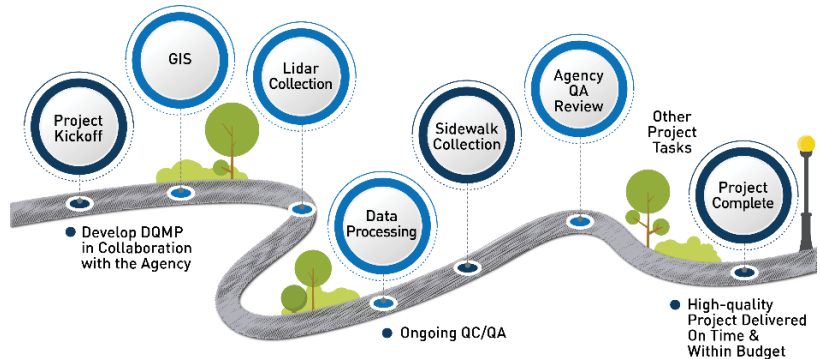 Project
Kickoff
GIS
Lidar
Collection
Data
Processing
Sidewalk
Collection
Agency
QA
Review
Other
Project
Tasks
Project
Complete
Develop DQMP
in Collaboration
with the Agency
Ongoing QC/QA
High-quality
Project Delivered
On Time &
Within Budget